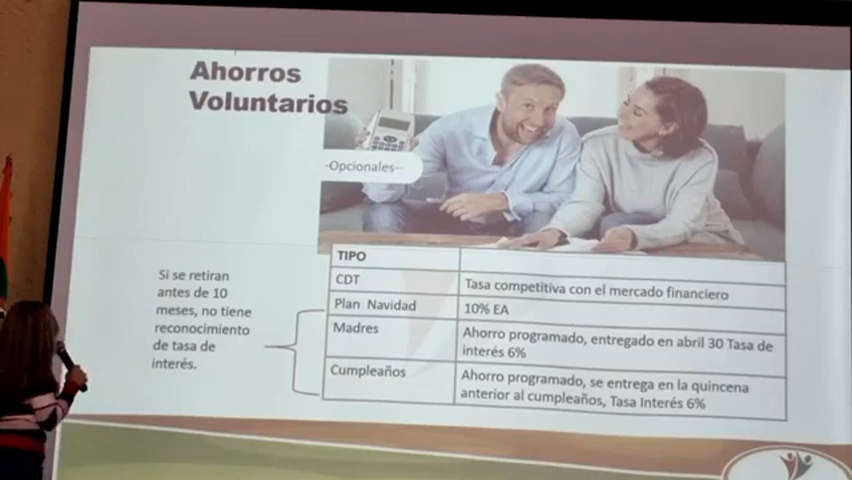 Ahorros
Voluntarios
-Opcionales--
Si se retiran
antes de 10
meses, no tiene
reconocimiento
de tasa de
interés.
TIPO
CDT
Tasa competitiva con el mercado financiero
Plan Navidad
10% EA
Madres
Ahorro programado, entregado en abril 30 Tasa de
interés 6%
Cumpleaños
Ahorro programado, se entrega en la quincena
anterior al cumpleaños, Tasa Interés 6%